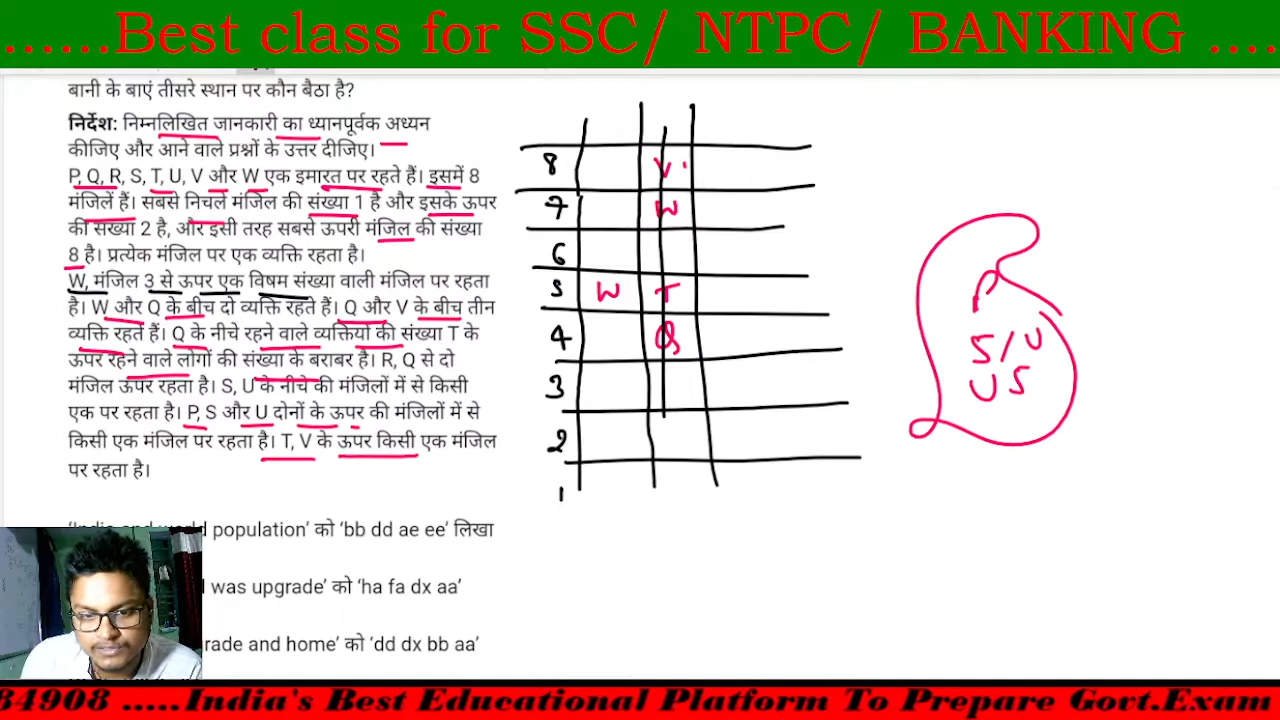 ......Best class for SSC/ NTPC/ BANKING ....
बानी के बाएं तीसरे स्थान पर कौन बैठा है?
निर्देश: निम्नलिखित जानकारी का ध्यानपूर्वक अध्यन
कीजिए और आने वाले प्रश्नों के उत्तर दीजिए।
P, Q, R, S, T, U, V और W एक इमारत पर रहते हैं। इसमें 8
मंजिलें हैं। सबसे निचले मंजिल की संख्या 1 है और इसके ऊपर
की सख्या 2 है, और इसी तरह सबसे ऊपरी मंजिल की संख्या
8 है। प्रत्येक मंजिल पर एक व्यक्ति रहता है।
W, मंजिल 3 से ऊपर एक विषम संख्या वाली मंजिल पर रहता
है। W और Q के बीच दो व्यक्ति रहते हैं। Q और V के बीच तीन
व्यक्ति रहते हैं। Q के नीचे रहने वाले व्यक्तियों की संख्या T के
ऊपर रहने वाले लोगों की संख्या के बराबर है। R, Q से दो
मंजिल ऊपर रहता है। S, U के नीचे की मंजिलों में से किसी
एक पर रहता है। P, S और U दोनों के ऊपर की मंजिलों में से
किसी एक मंजिल पर रहता है। T, V के ऊपर किसी एक मंजिल
पर रहता है।
population’ को ‘bb dd ae ee’ लिखा
was upgrade’ को ‘ha fa dx aa’
rade and home’ को ‘dd dx bb aa’
8 V
7 W
6
5 W T
4 Q
3
2
1
P
S/U
U S
84908 .....India's Best Educational Platform To Prepare Govt.Exam